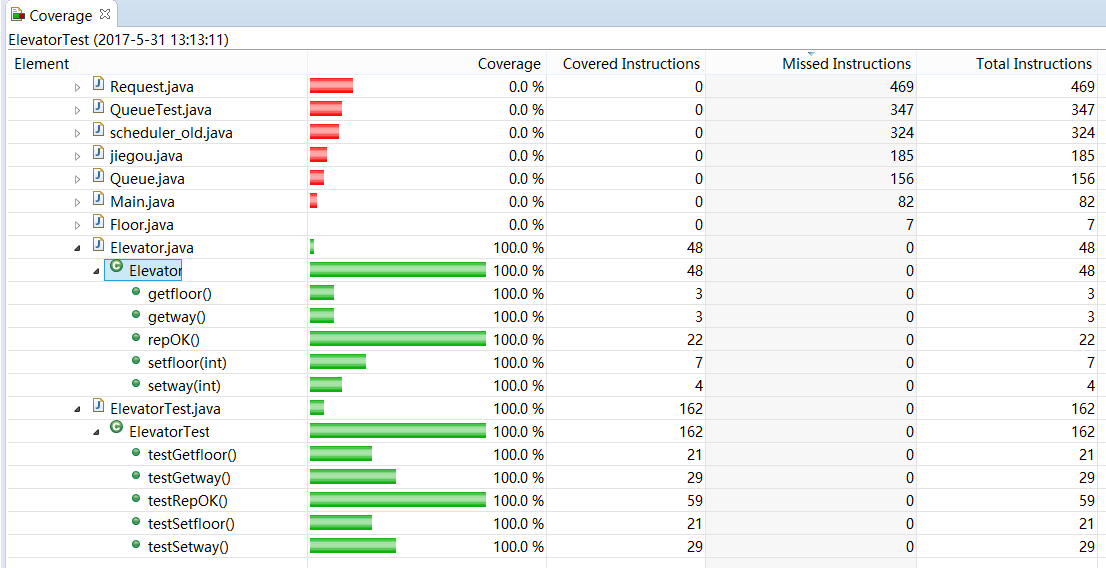 Coverage
ElevatorTest (2017-5-31 13:13:11)
Element Coverage Covered Instructions Missed Instructions Total Instructions
J Request.java 0.0 % 0 469 469
J QueueTest.java 0.0 % 0 347 347
J scheduler_old.java 0.0 % 0 324 324
J jiegou.java 0.0 % 0 185 185
J Queue.java 0.0 % 0 156 156
J Main.java 0.0 % 0 82 82
J Floor.java 0.0 % 0 7 7
J Elevator.java 100.0 % 48 0 48
C Elevator 100.0 % 48 0 48
getfloor() 100.0 % 3 0 3
getway() 100.0 % 3 0 3
repOK() 100.0 % 22 0 22
setfloor(int) 100.0 % 7 0 7
setway(int) 100.0 % 4 0 4
J ElevatorTest.java 100.0 % 162 0 162
C ElevatorTest 100.0 % 162 0 162
testGetfloor() 100.0 % 21 0 21
testGetway() 100.0 % 29 0 29
testRepOK() 100.0 % 59 0 59
testSetfloor() 100.0 % 21 0 21
testSetway() 100.0 % 29 0 29